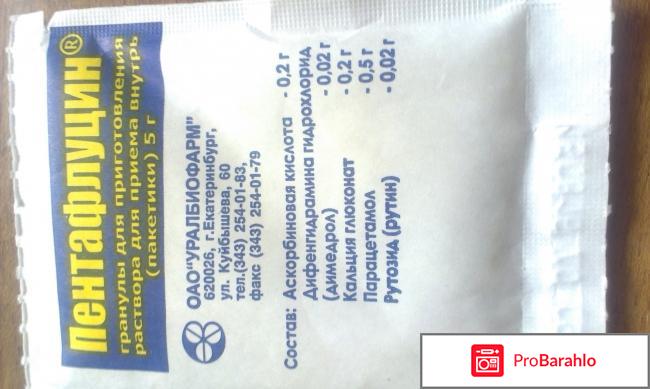 Пентафлуцин®
гранулы для приготовления
раствора для приема внутрь
(пакетики) 5 г
ОАО"УРАЛБИОФАРМ"
620026, г.Екатеринбург,
ул. Куйбышева, 60
тел.(343) 254-01-83,
факс (343) 254-01-79
Состав: Аскорбиновая кислота - 0,2 г
Дифенгидрамина гидрохлорид
(димедрол) - 0,02 г
Кальция глюконат - 0,2 г
Парацетамол - 0,5 г
Рутозид (рутин) - 0,02 г
ProBarahlo